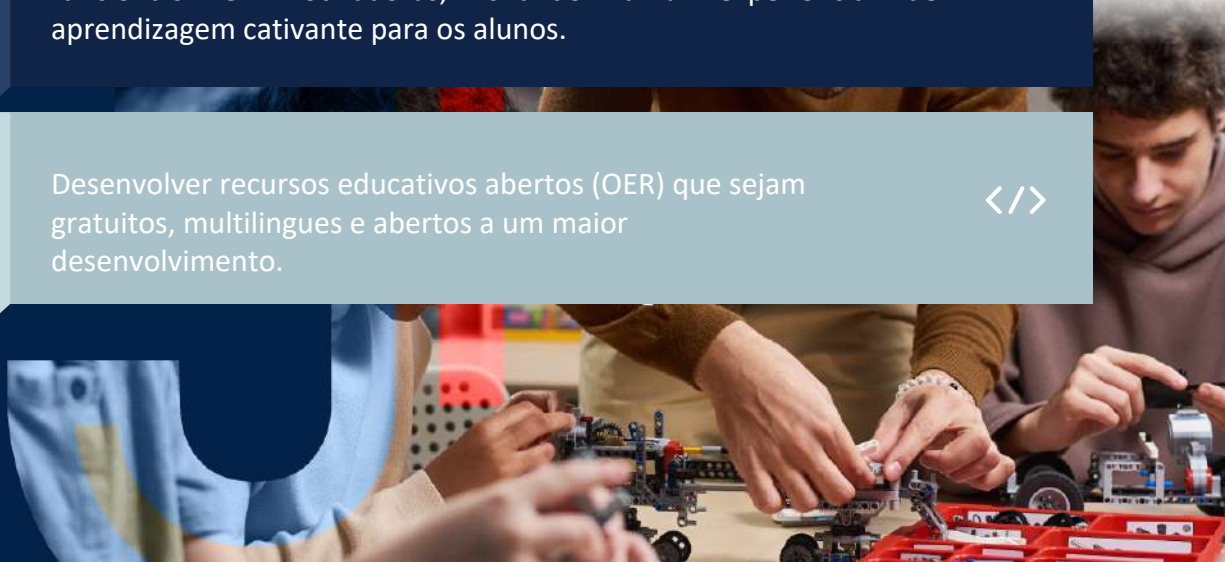 aprendizagem cativante para os alunos.
Desenvolver recursos educativos abertos (OER) que sejam
gratuitos, multilingues e abertos a um maior
desenvolvimento.
</>